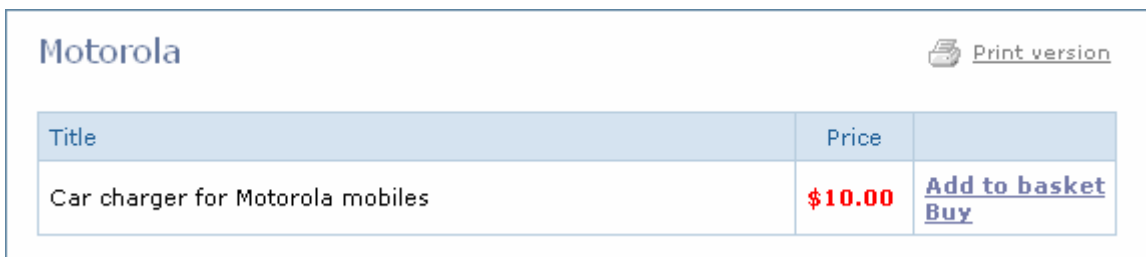 Motorola
Print version
Title Price
Car charger for Motorola mobiles $10.00 Add to basket
Buy